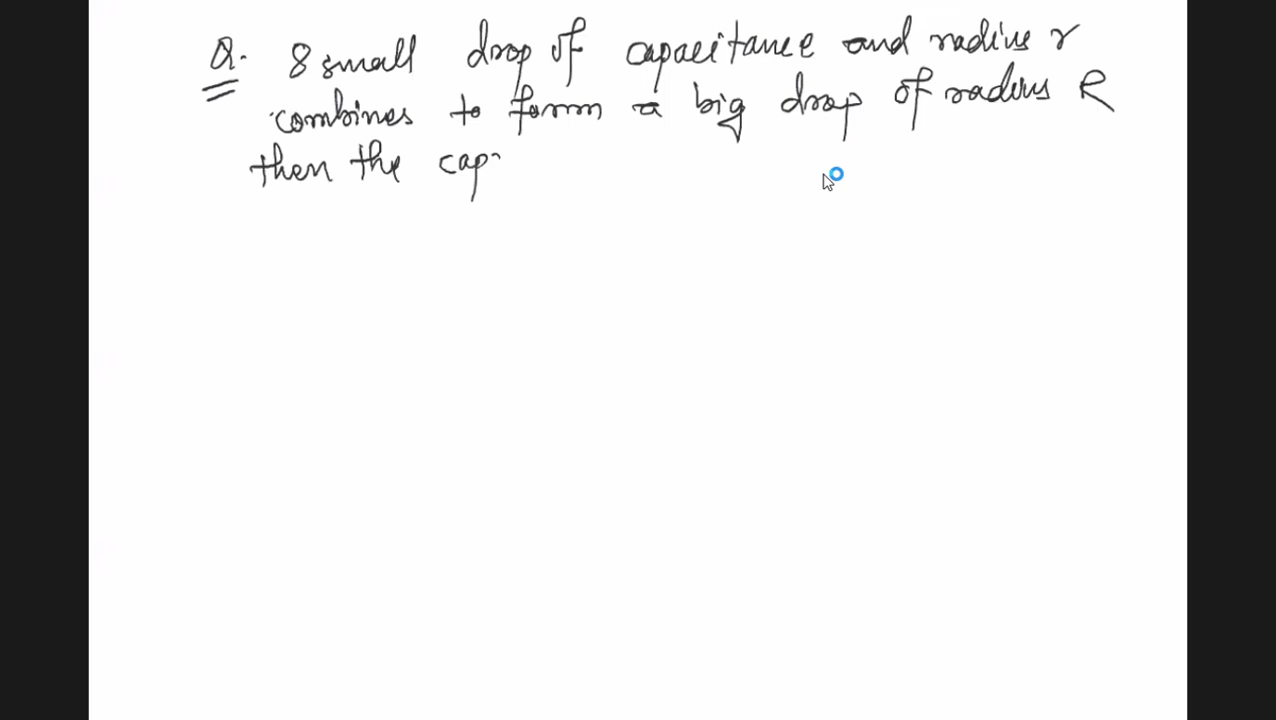 Q. 8 small drop of capacitance and radius r
combines to form a big drop of radius R
then the cap